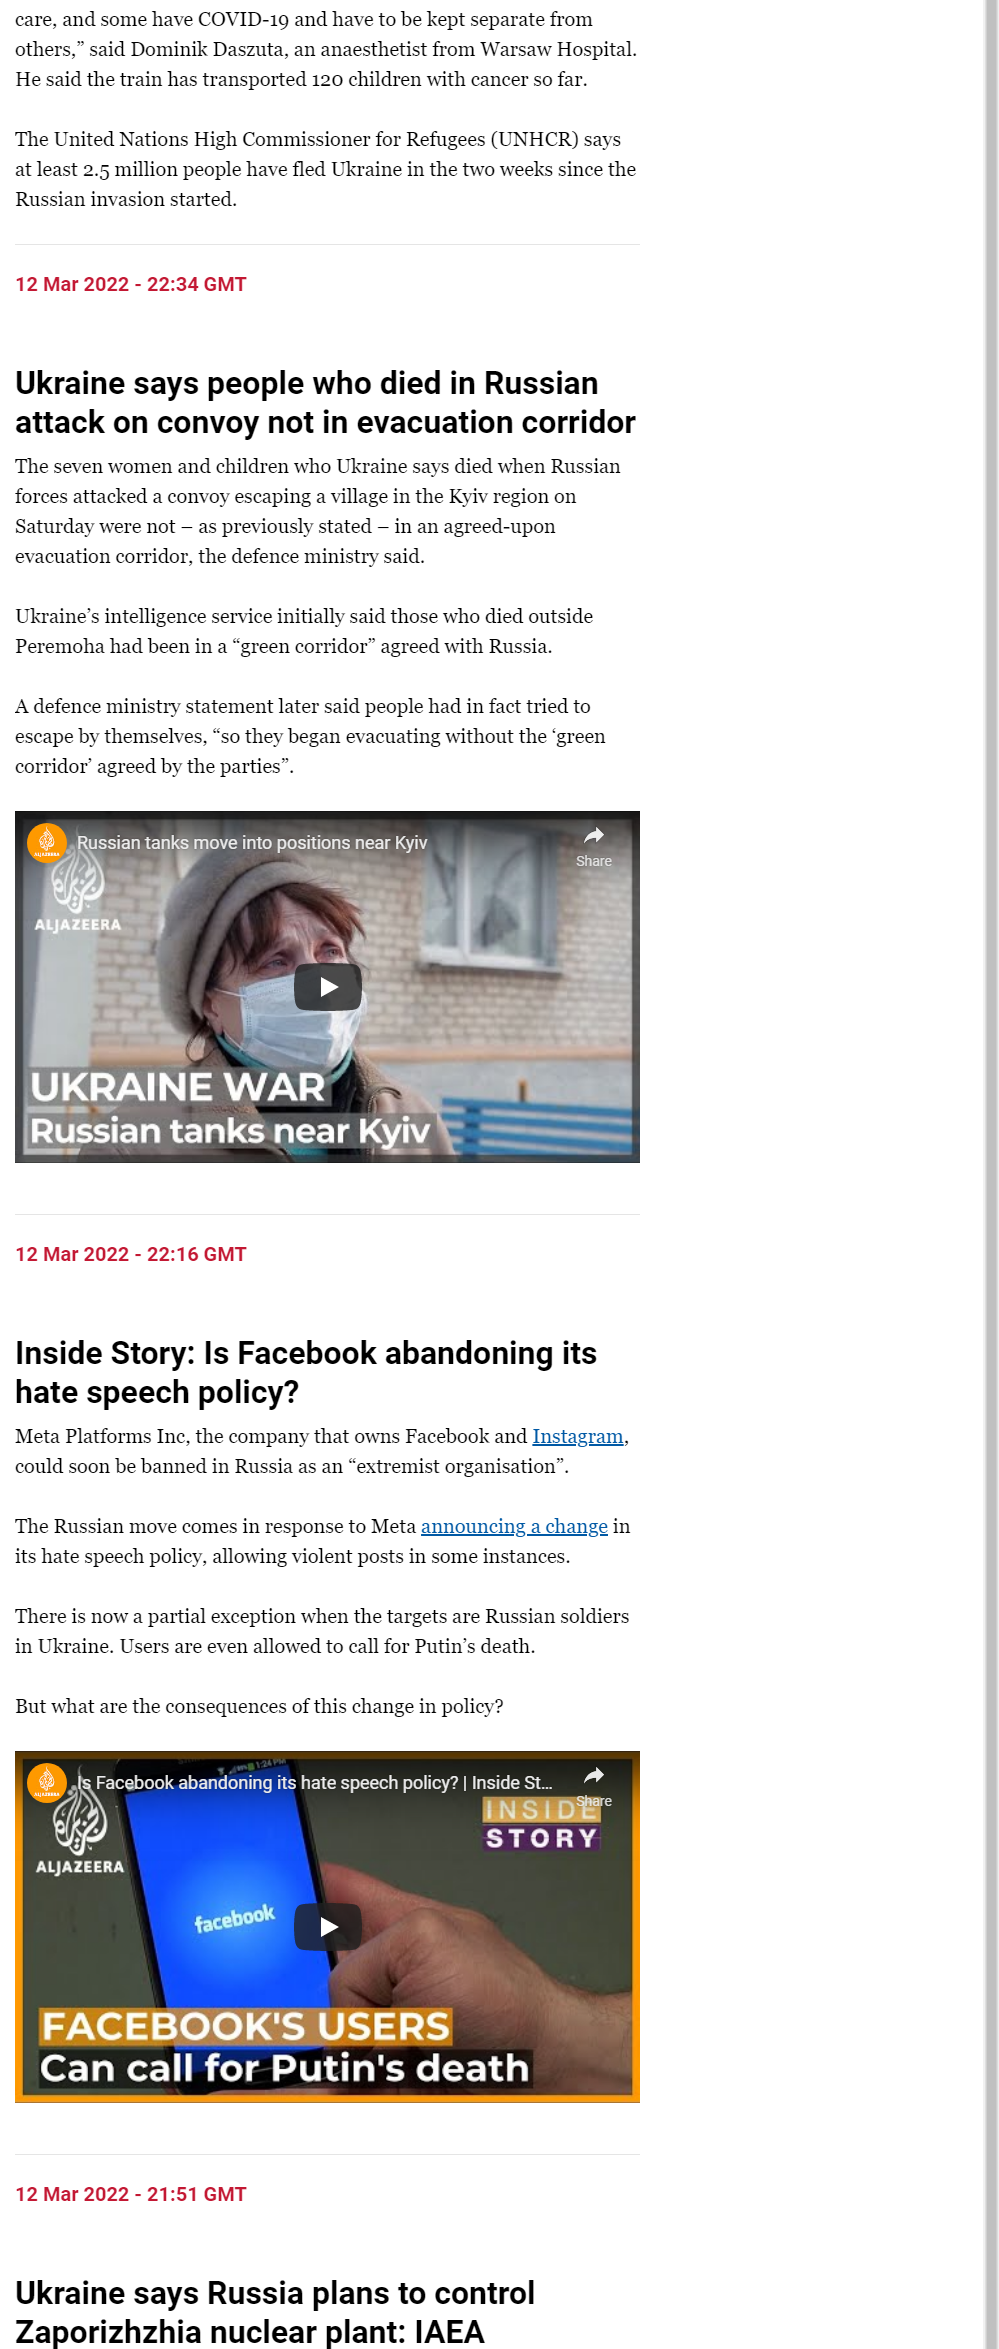 care, and some have COVID-19 and have to be kept separate from
others,” said Dominik Daszuta, an anaesthetist from Warsaw Hospital.
He said the train has transported 120 children with cancer so far.
The United Nations High Commissioner for Refugees (UNHCR) says
at least 2.5 million people have fled Ukraine in the two weeks since the
Russian invasion started.
12 Mar 2022 - 22:34 GMT
Ukraine says people who died in Russian
attack on convoy not in evacuation corridor
The seven women and children who Ukraine says died when Russian
forces attacked a convoy escaping a village in the Kyiv region on
Saturday were not – as previously stated – in an agreed-upon
evacuation corridor, the defence ministry said.
Ukraine’s intelligence service initially said those who died outside
Peremoha had been in a “green corridor” agreed with Russia.
A defence ministry statement later said people had in fact tried to
escape by themselves, “so they began evacuating without the ‘green
corridor’ agreed by the parties”.
Russian tanks move into positions near Kyiv
Share
ALJAZEERA
UKRAINE WAR
Russian tanks near Kyiv
12 Mar 2022 - 22:16 GMT
Inside Story: Is Facebook abandoning its
hate speech policy?
Meta Platforms Inc, the company that owns Facebook and Instagram,
could soon be banned in Russia as an “extremist organisation”.
The Russian move comes in response to Meta announcing a change in
its hate speech policy, allowing violent posts in some instances.
There is now a partial exception when the targets are Russian soldiers
in Ukraine. Users are even allowed to call for Putin’s death.
But what are the consequences of this change in policy?
1:24 PM
Is Facebook abandoning its hate speech policy? | Inside St...
Share
INSIDE
STORY
ALJAZEERA
facebook
FACEBOOK'S USERS
Can call for Putin's death
12 Mar 2022 - 21:51 GMT
Ukraine says Russia plans to control
Zaporizhzhia nuclear plant: IAEA